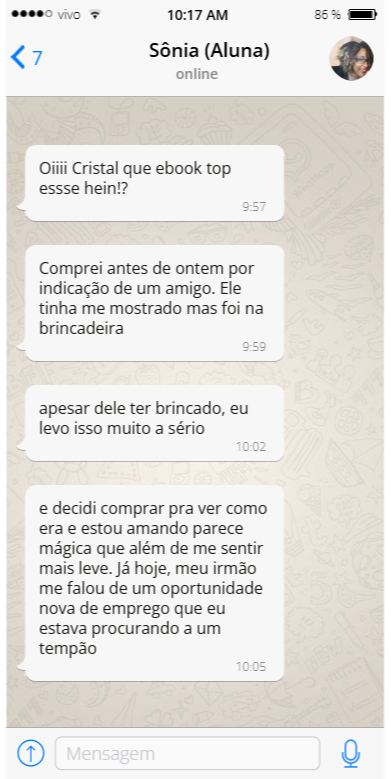 vivo 10:17 AM 86 %
7 Sônia (Aluna)
online
Oiiii Cristal que ebook top
essse hein!?
9:57
Comprei antes de ontem por
indicação de um amigo. Ele
tinha me mostrado mas foi na
brincadeira
9:59
apesar dele ter brincado, eu
levo isso muito a sério
10:02
e decidi comprar pra ver como
era e estou amando parece
mágica que além de me sentir
mais leve. Já hoje, meu irmão
me falou de um oportunidade
nova de emprego que eu
estava procurando a um
tempão
10:05
Mensagem